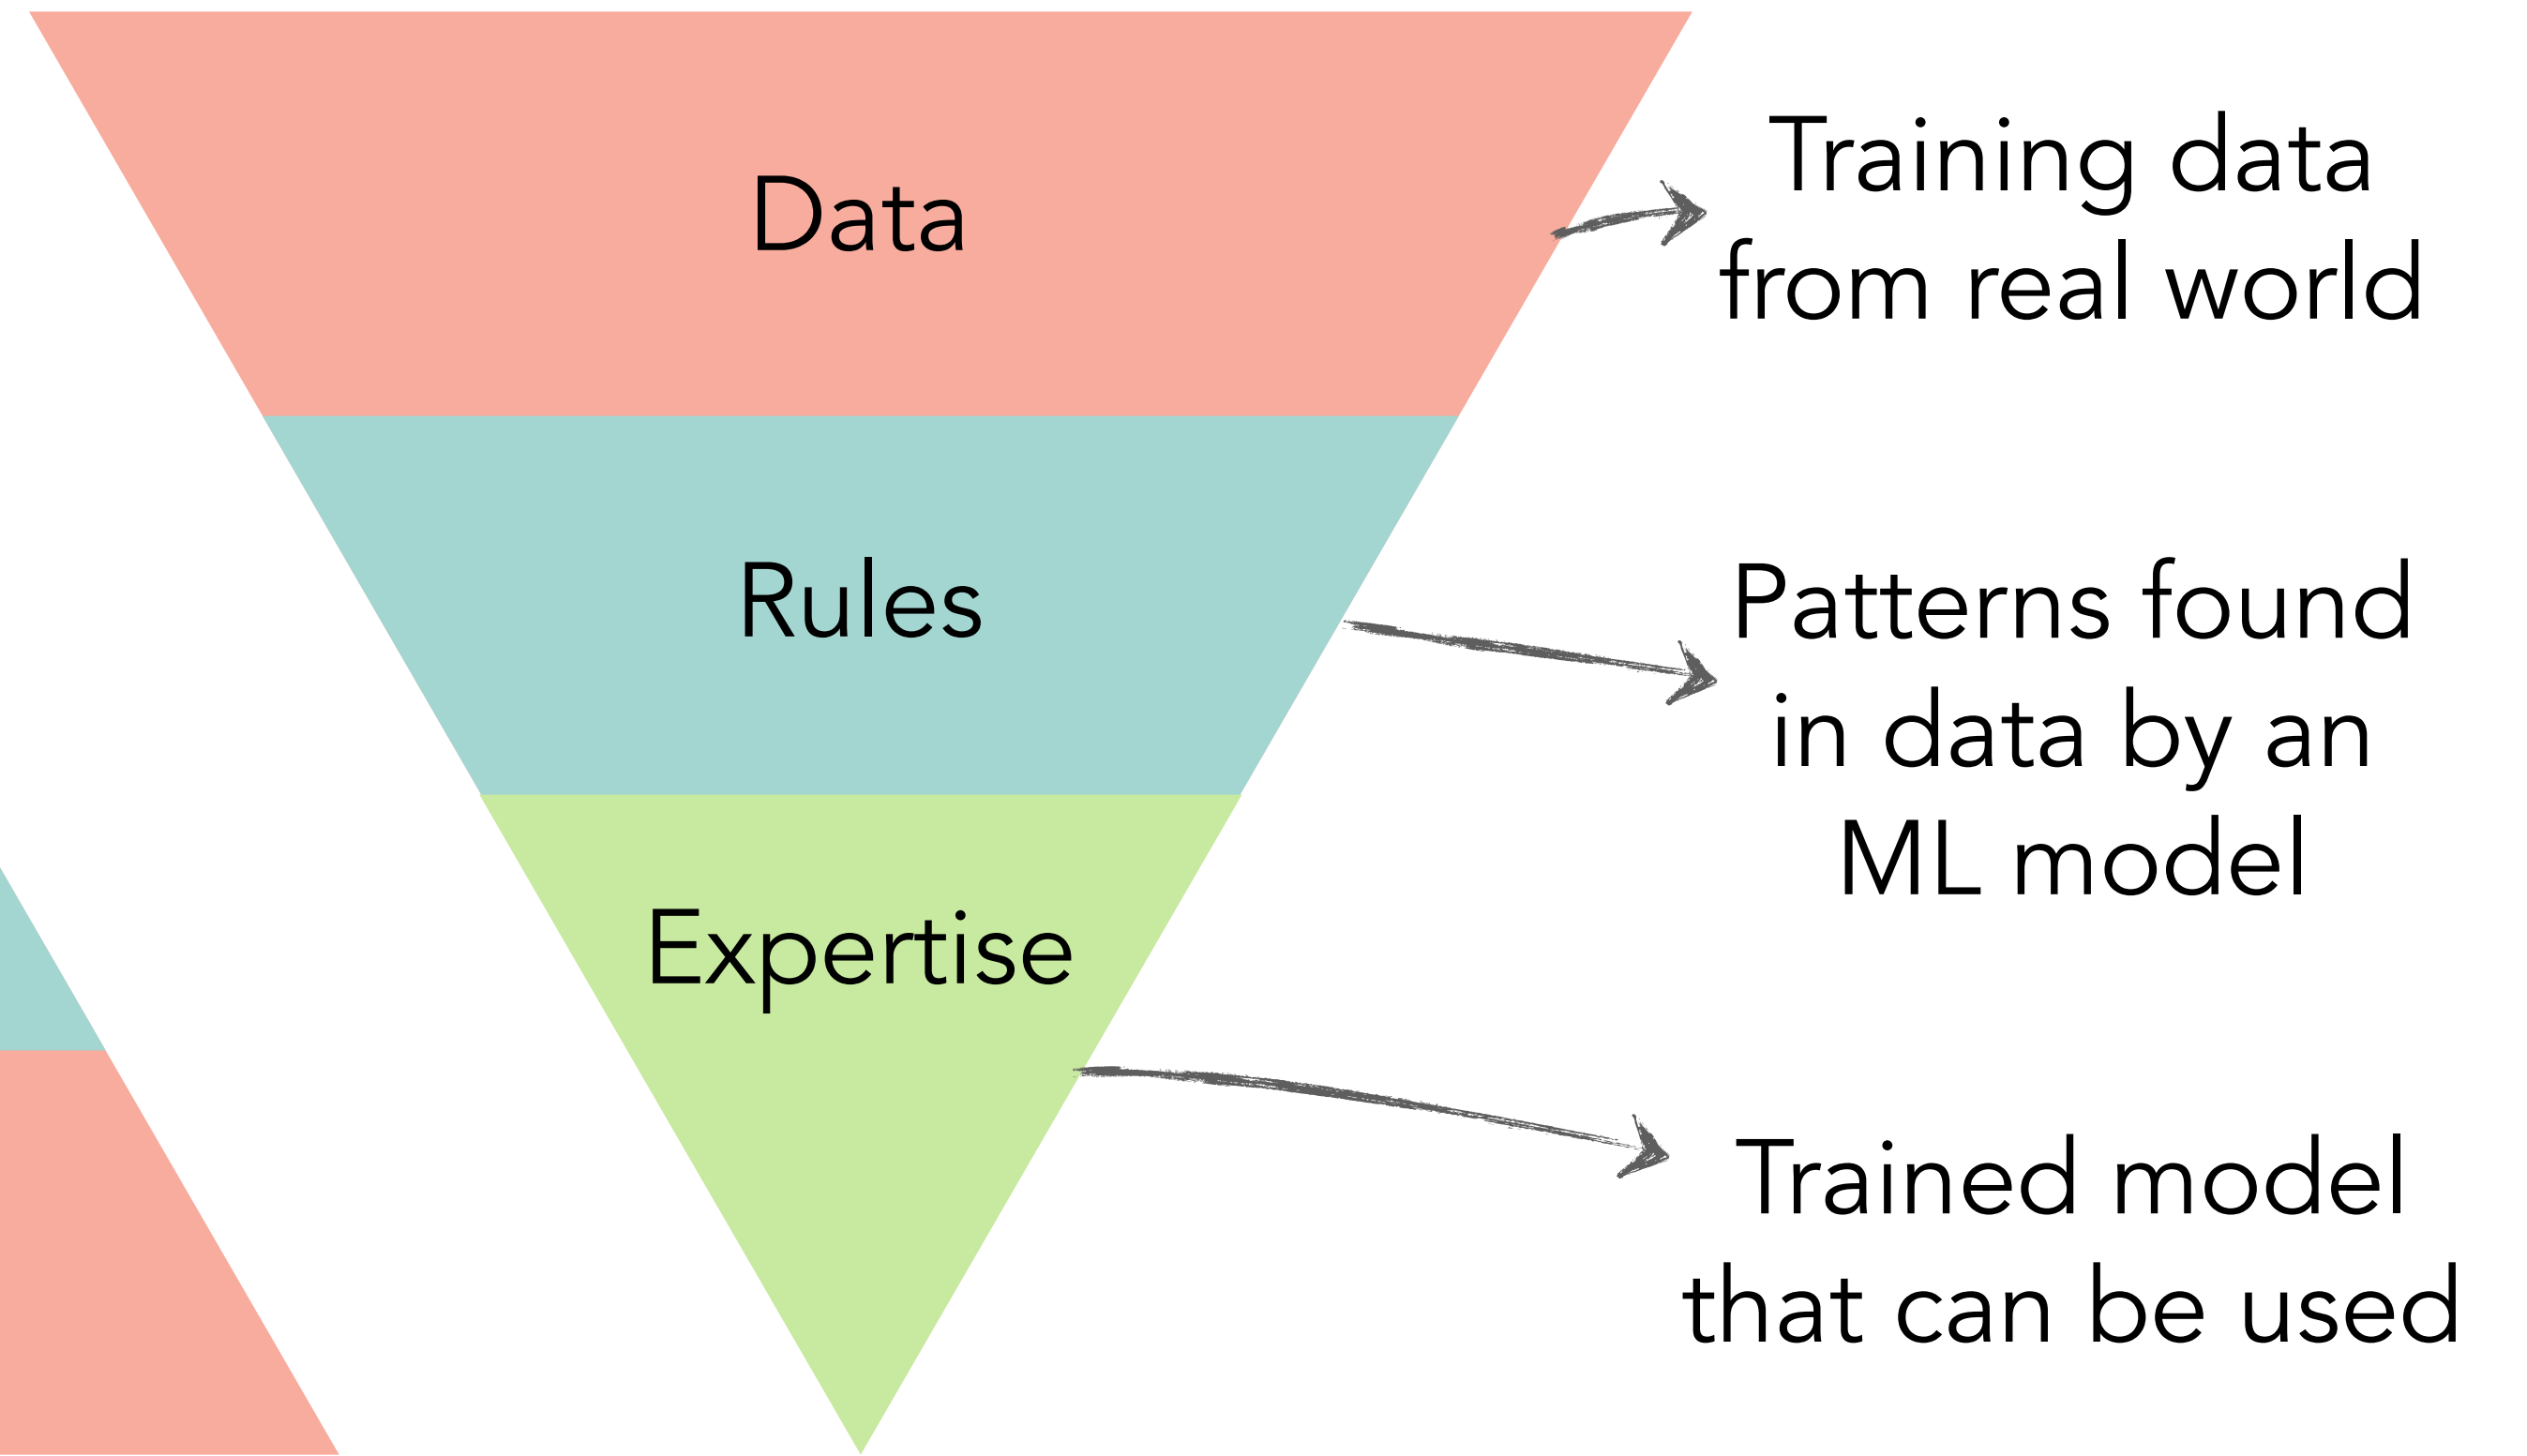 Data
Training data
from real world
Rules
Patterns found
in data by an
ML model
Expertise
Trained model
that can be used